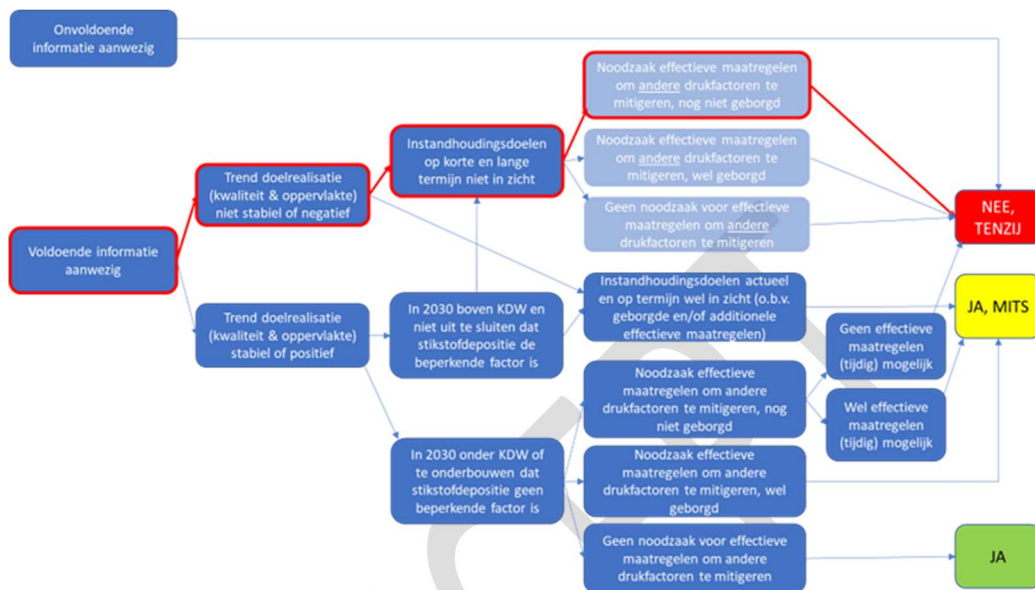 Onvoldoende
informatie aanwezig
Noodzaak effectieve maatregelen
om andere drukfactoren te
mitigeren, nog niet geborgd
Instandhoudingsdoelen
op korte en lange
termijn niet in zicht
Noodzaak effectieve maatregelen
om andere drukfactoren te
mitigeren, wel geborgd
Trend doelrealisatie
(kwaliteit & oppervlakte)
niet stabiel of negatief
Geen noodzaak voor effectieve
maatregelen om andere
drukfactoren te mitigeren
NEE,
TENZIJ
Voldoende informatie
aanwezig
Trend doelrealisatie
(kwaliteit & oppervlakte)
stabiel of positief
In 2030 boven KDW en
niet uit te sluiten dat
stikstofdepositie de
beperkende factor is
Instandhoudingsdoelen actueel
en op termijn wel in zicht (o.b.v.
geborgde en/of additionele
effectieve maatregelen)
JA, MITS
Geen effectieve
maatregelen
(tijdig) mogelijk
Noodzaak effectieve
maatregelen om andere
drukfactoren te mitigeren, nog
niet geborgd
Wel effectieve
maatregelen
(tijdig) mogelijk
In 2030 onder KDW of
te onderbouwen dat
stikstofdepositie geen
beperkende factor is
Noodzaak effectieve
maatregelen om andere
drukfactoren te mitigeren, wel
geborgd
Geen noodzaak voor effectieve
maatregelen om andere
drukfactoren te mitigeren
JA